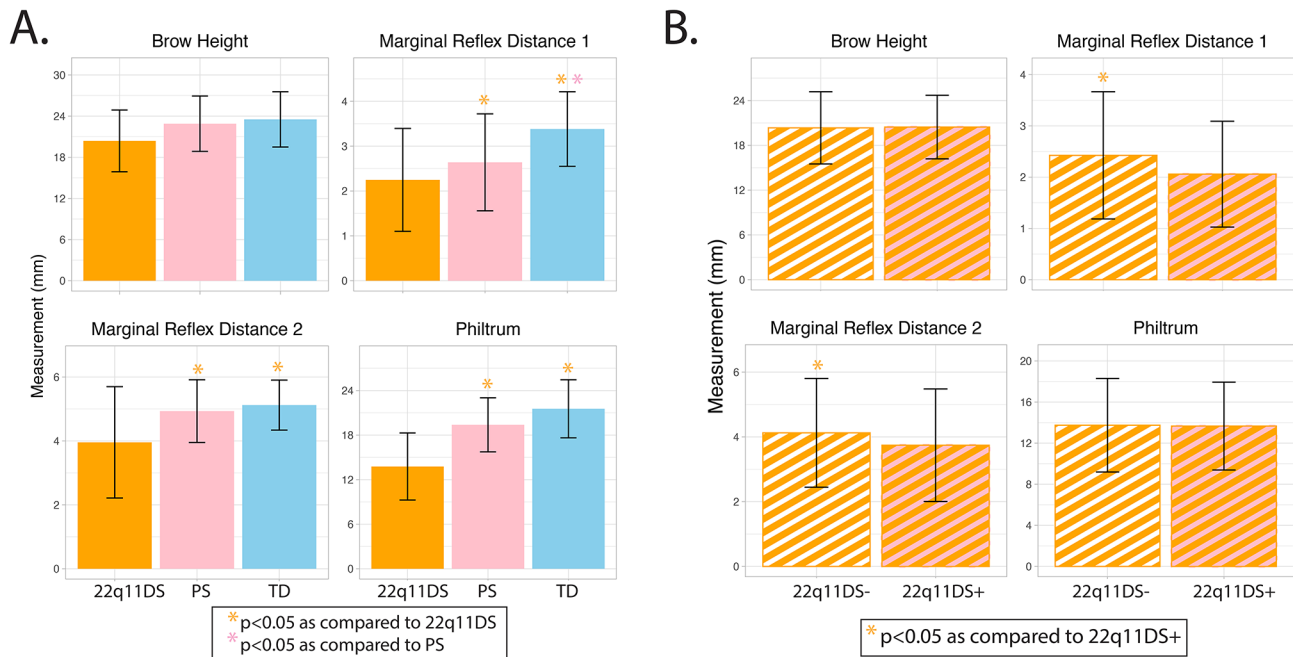 A.
Brow Height
30
24
18
12
6
0
Marginal Reflex Distance 1
4
3
2
1
0
* * *
Measurement (mm)
Marginal Reflex Distance 2
6
4
2
0
* *
22q11DS PS TD
Philtrum
24
18
12
6
0
* *
22q11DS PS TD
*p<0.05 as compared to 22q11DS
*p<0.05 as compared to PS
B.
Brow Height
24
18
12
6
0
Marginal Reflex Distance 1
4
3
2
1
0
*
Measurement (mm)
Marginal Reflex Distance 2
6
4
2
0
*
22q11DS- 22q11DS+
Philtrum
20
16
12
8
4
0
22q11DS- 22q11DS+
* p<0.05 as compared to 22q11DS+